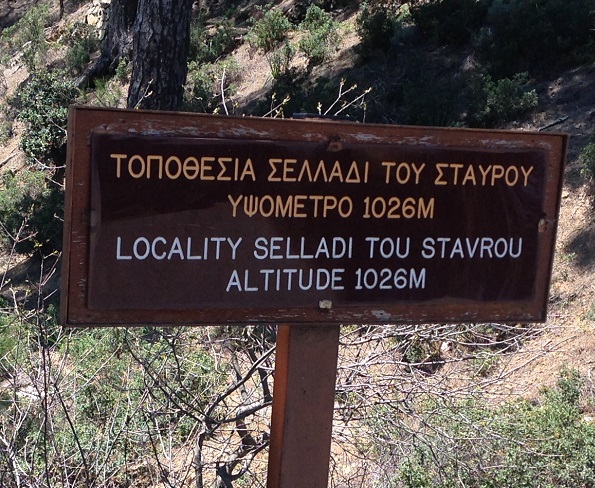 ΤΟΠΟΘΕΣΙΑ ΣΕΛΛΑΔΙ ΤΟΥ ΣΤΑΥΡΟΥ
ΥΨΟΜΕΤΡΟ 1026Μ
LOCALITY SELLADI TOU STAVROU
ALTITUDE 1026M